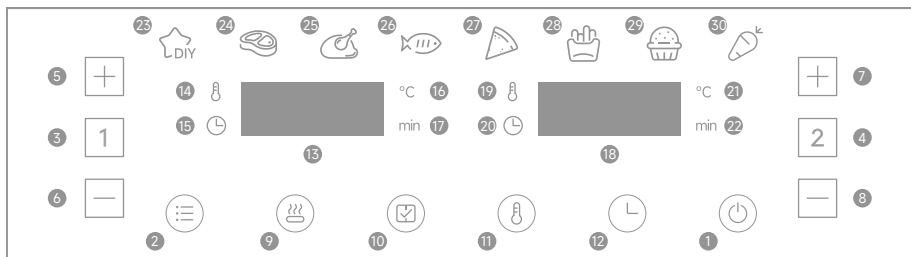 23 24 25 26 27 28 29 30
DIY
5 + 14 °C 16 19 °C 21 + 7
15 min 17 20 min 22
3 1 13 18 2 4
6 — — 8
2 9 10 11 12 1